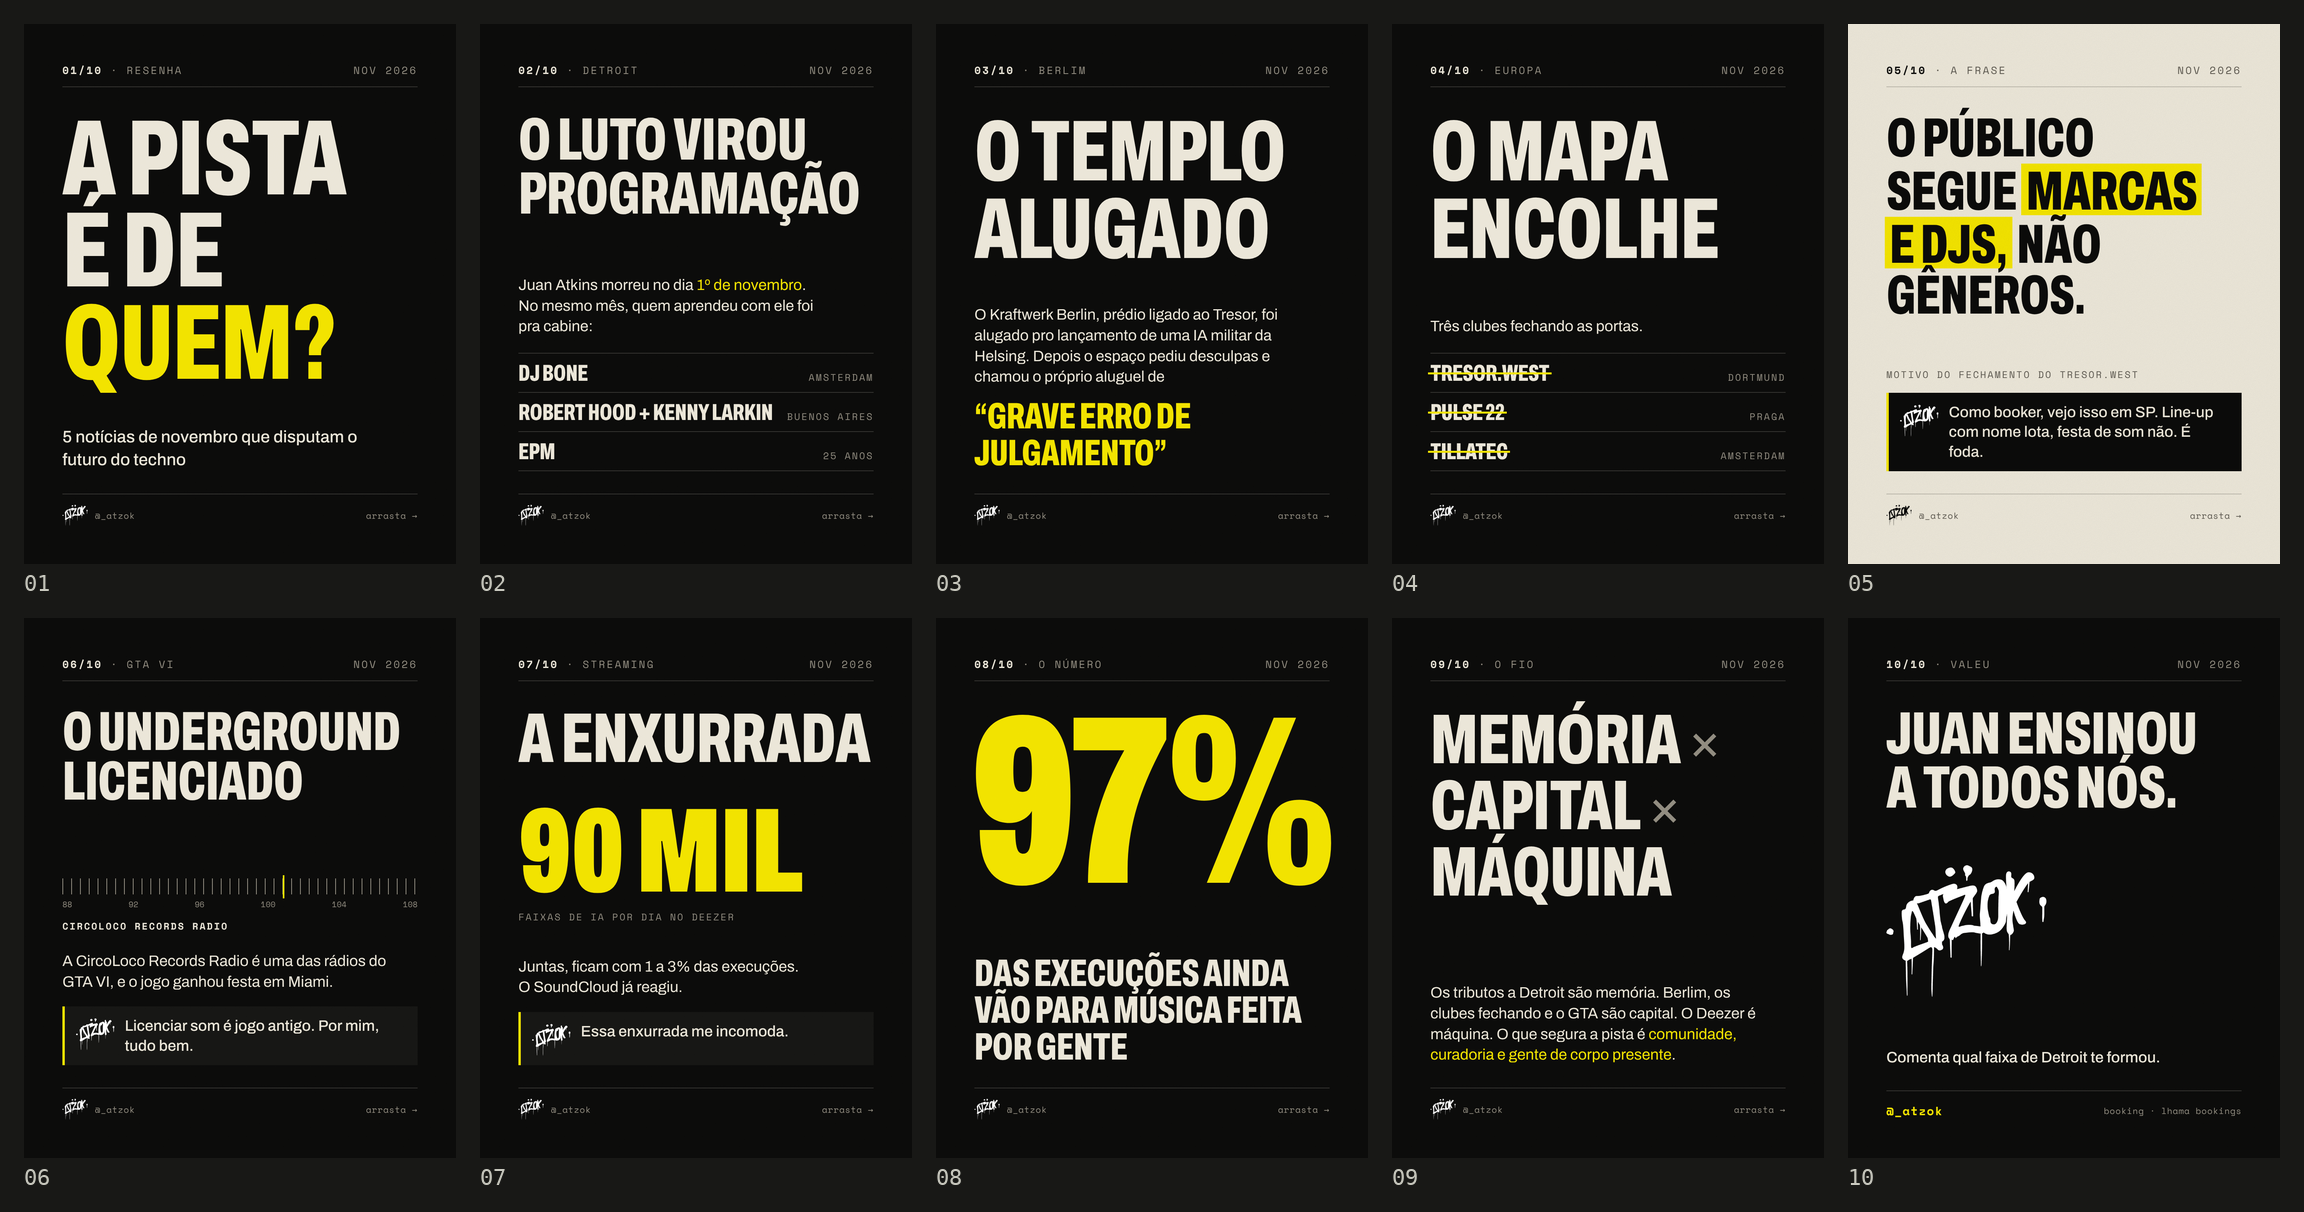 01/10 · RESENHA NOV 2026
A PISTA
É DE
QUEM?
5 notícias de novembro que disputam o
futuro do techno
ATZOK @_atzok arrasta →
01
02/10 · DETROIT NOV 2026
O LUTO VIROU
PROGRAMAÇÃO
Juan Atkins morreu no dia 1º de novembro.
No mesmo mês, quem aprendeu com ele foi
pra cabine:
DJ BONE AMSTERDAM
ROBERT HOOD + KENNY LARKIN BUENOS AIRES
EPM 25 ANOS
ATZOK @_atzok arrasta →
02
03/10 · BERLIM NOV 2026
O TEMPLO
ALUGADO
O Kraftwerk Berlin, prédio ligado ao Tresor, foi
alugado pro lançamento de uma IA militar da
Helsing. Depois o espaço pediu desculpas e
chamou o próprio aluguel de
“GRAVE ERRO DE
JULGAMENTO”
ATZOK @_atzok arrasta →
03
04/10 · EUROPA NOV 2026
O MAPA
ENCOLHE
Três clubes fechando as portas.
TRESOR.WEST DORTMUND
PULSE 22 PRAGA
TILLATEC AMSTERDAM
ATZOK @_atzok arrasta →
04
05/10 · A FRASE NOV 2026
O PÚBLICO
SEGUE MARCAS
E DJS, NÃO
GÊNEROS.
MOTIVO DO FECHAMENTO DO TRESOR.WEST
ATZOK Como booker, vejo isso em SP. Line-up
com nome lota, festa de som não. É
foda.
ATZOK @_atzok arrasta →
05
06/10 · GTA VI NOV 2026
O UNDERGROUND
LICENCIADO
88 92 96 100 104 108
CIRCOLOCO RECORDS RADIO
A CircoLoco Records Radio é uma das rádios do
GTA VI, e o jogo ganhou festa em Miami.
ATZOK Licenciar som é jogo antigo. Por mim,
tudo bem.
ATZOK @_atzok arrasta →
06
07/10 · STREAMING NOV 2026
A ENXURRADA
90 MIL
FAIXAS DE IA POR DIA NO DEEZER
Juntas, ficam com 1 a 3% das execuções.
O SoundCloud já reagiu.
ATZOK Essa enxurrada me incomoda.
ATZOK @_atzok arrasta →
07
08/10 · O NÚMERO NOV 2026
97%
DAS EXECUÇÕES AINDA
VÃO PARA MÚSICA FEITA
POR GENTE
ATZOK @_atzok arrasta →
08
09/10 · O FIO NOV 2026
MEMÓRIA ×
CAPITAL ×
MÁQUINA
Os tributos a Detroit são memória. Berlim, os
clubes fechando e o GTA são capital. O Deezer é
máquina. O que segura a pista é comunidade,
curadoria e gente de corpo presente.
ATZOK @_atzok arrasta →
09
10/10 · VALEU NOV 2026
JUAN ENSINOU
A TODOS NÓS.
ATZOK
Comenta qual faixa de Detroit te formou.
@_atzok booking · lhama bookings
10